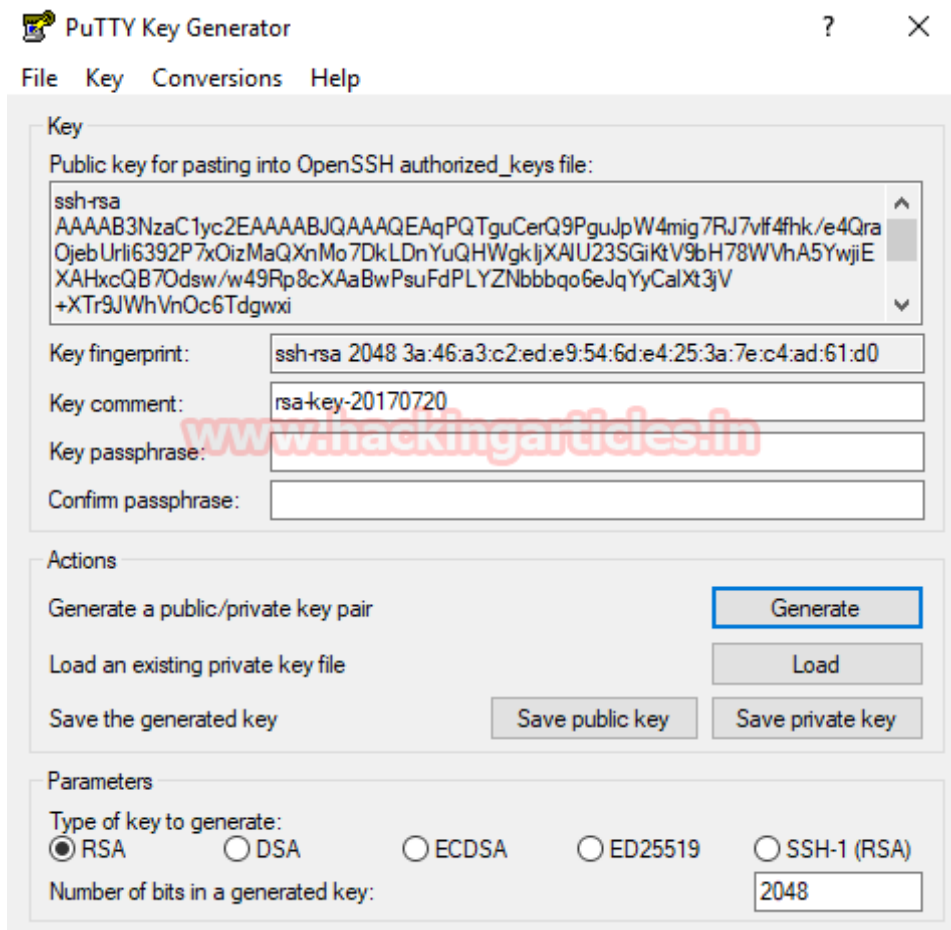 PuTTY Key Generator
File Key Conversions Help
Key
Public key for pasting into OpenSSH authorized_keys file:
ssh-rsa
AAAAB3NzaC1yc2EAAAABJQAAAQEAqPQTguCerQ9PguJpW4mig7RJ7vlf4fhk/e4Qra
OjebUrli6392P7xOizMaQXnMo7DkLDnYuQHWgkljXAIU23SGiKtV9bH78WVhA5YwjiE
XAHxcQB7Odsw/w49Rp8cXAaBwPsuFdPLYZNbbbqo6eJqYyCalXt3jV
+XTr9JWhVnOc6Tdgwxi
Key fingerprint: ssh-rsa 2048 3a:46:a3:c2:ed:e9:54:6d:e4:25:3a:7e:c4:ad:61:d0
Key comment: rsa-key-20170720
www.hackingarticles.in
Key passphrase:
Confirm passphrase:
Actions
Generate a public/private key pair Generate
Load an existing private key file Load
Save the generated key Save public key Save private key
Parameters
Type of key to generate:
RSA DSA ECDSA ED25519 SSH-1 (RSA)
Number of bits in a generated key: 2048